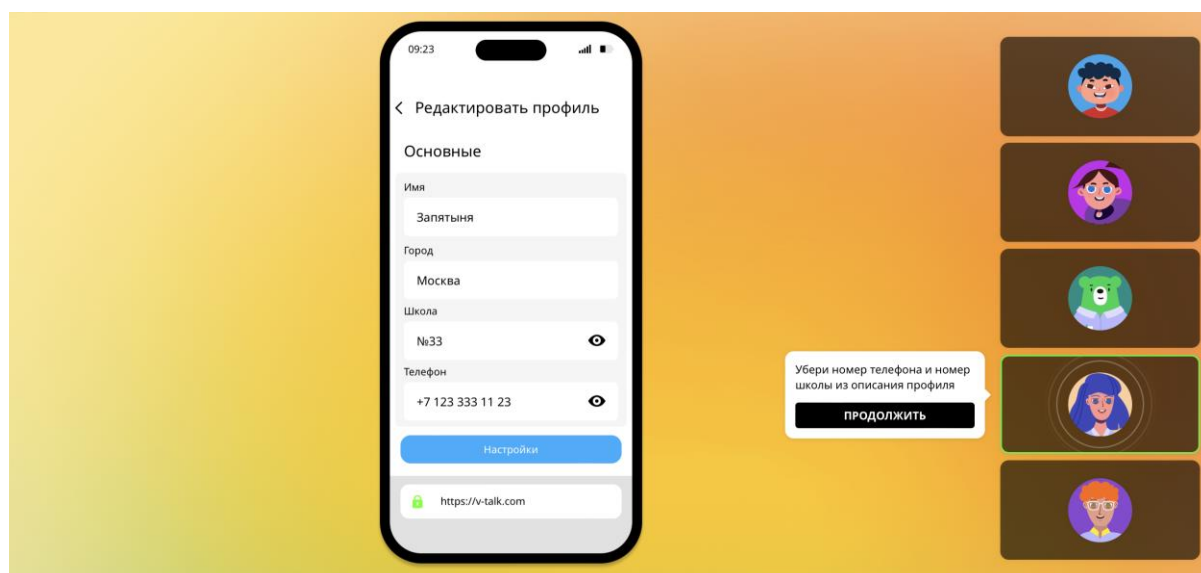 09:23
Редактировать профиль
Основные
Имя
Запятыня
Город
Москва
Школа
№33
Телефон
+7 123 333 11 23
Настройки
https://v-talk.com
Убери номер телефона и номер
школы из описания профиля
ПРОДОЛЖИТЬ